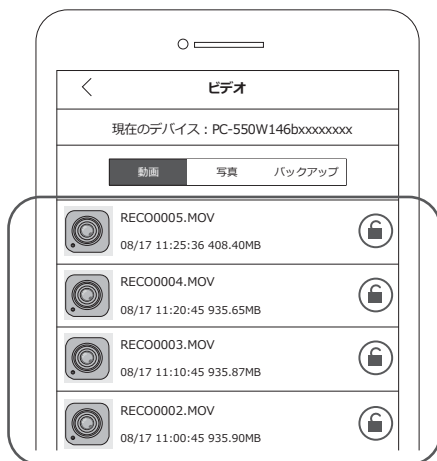 ビデオ
現在のデバイス：PC-550W146bxxxxxxxx
動画 写真 バックアップ
RECO0005.MOV
08/17 11:25:36 408.40MB
RECO0004.MOV
08/17 11:20:45 935.65MB
RECO0003.MOV
08/17 11:10:45 935.87MB
RECO0002.MOV
08/17 11:00:45 935.90MB